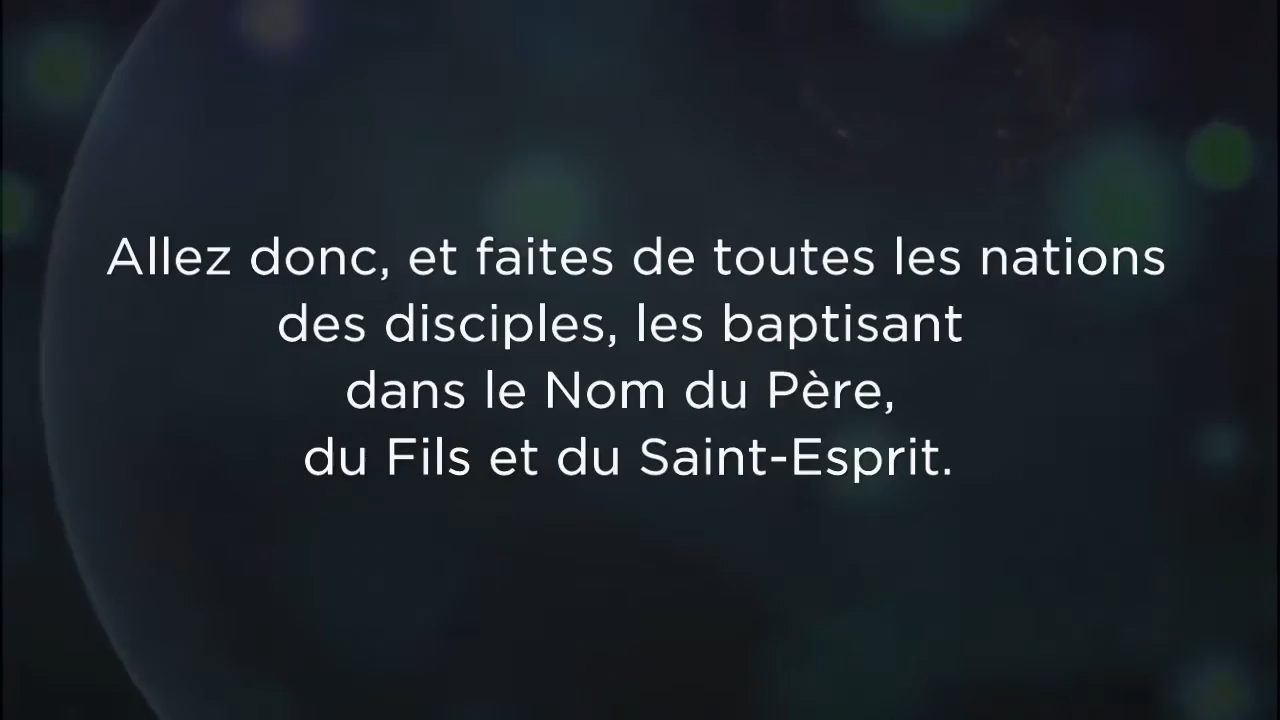 Allez donc, et faites de toutes les nations
des disciples, les baptisant
dans le Nom du Père,
du Fils et du Saint-Esprit.